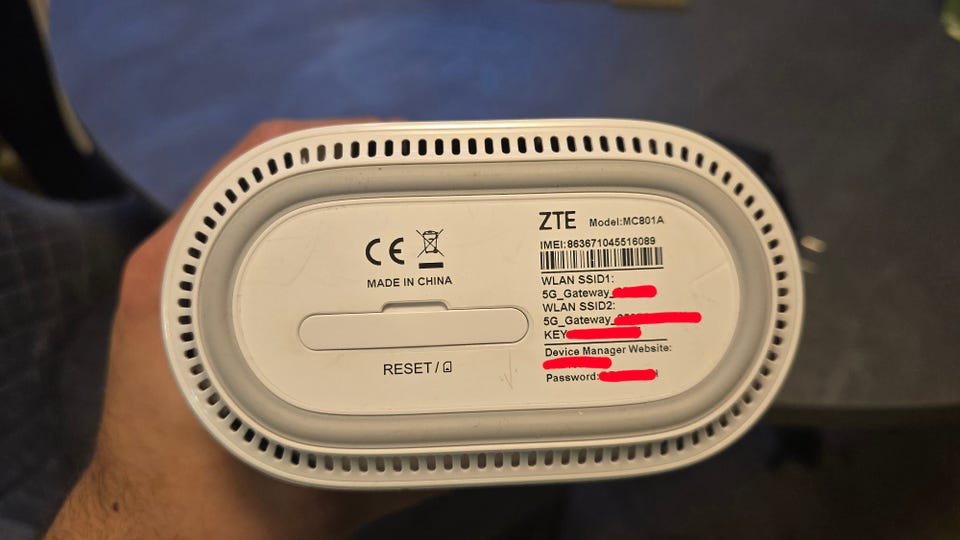 CE
MADE IN CHINA
RESET /
ZTE Model:MC801A
IMEI:863671045516089
WLAN SSID1:
5G_Gateway_
WLAN SSID2:
5G_Gateway_
KEY
Device Manager Website:
Password: